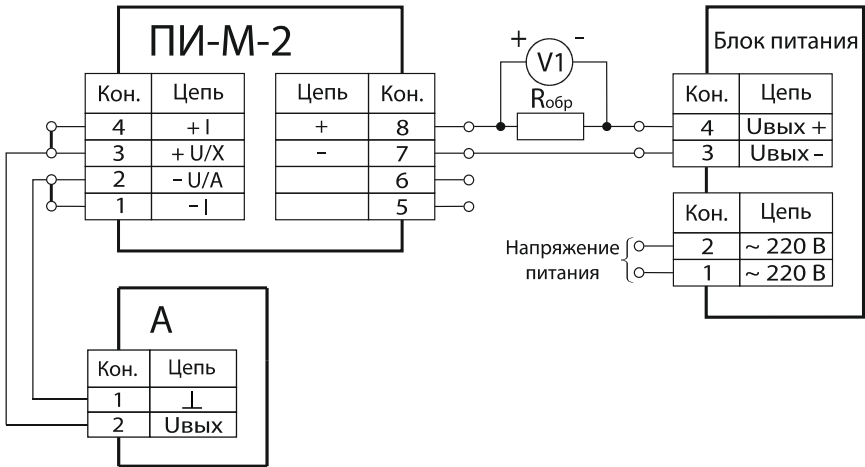 ПИ-М-2
Кон. Цепь
4 + I
3 + U/X
2 – U/A
1 – I
Цепь Кон.
+ 8
– 7
6
5
+ –
V1
Rобр
Блок питания
Кон. Цепь
4 Uвых +
3 Uвых –
Кон. Цепь
2 ~ 220 В
1 ~ 220 В
Напряжение
питания
А
Кон. Цепь
1 ⊥
2 Uвых